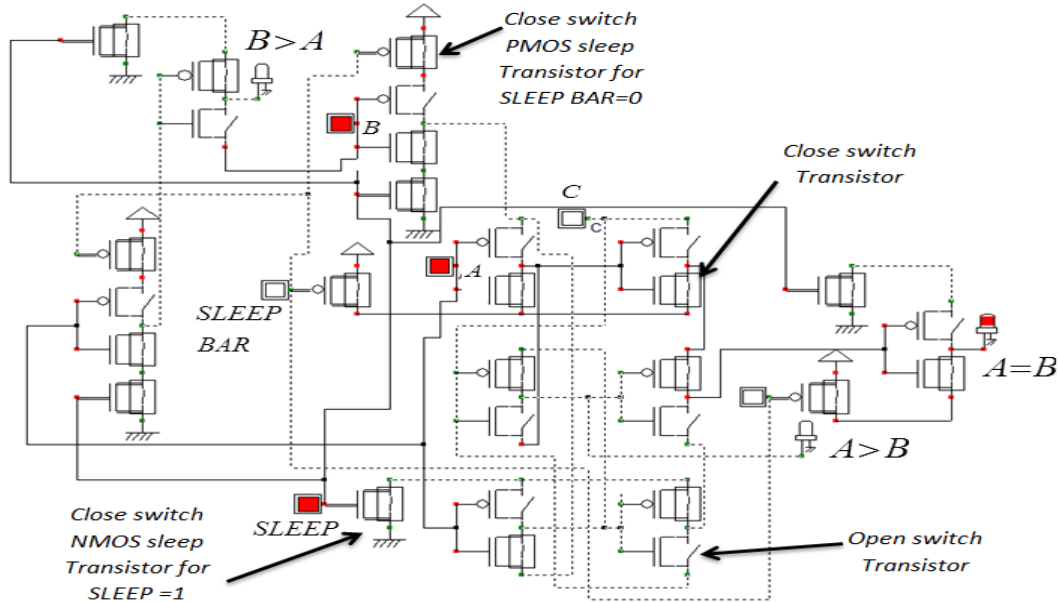 Close switch
PMOS sleep
Transistor for
SLEEP BAR=0
B>A
B
Close switch
Transistor
C
C
A
SLEEP
BAR
A=B
A>B
SLEEP
Close switch
NMOS sleep
Transistor for
SLEEP =1
Open switch
Transistor